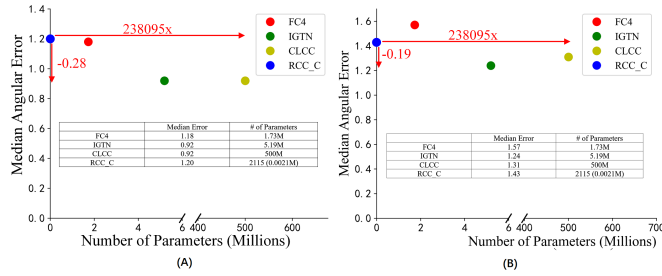 1.4
1.2
1.0
0.8
0.6
0.4
0.2
0.0
Median Angular Error
238095x
-0.28
FC4
IGTN
CLCC
RCC_C
Median Error # of Parameters
FC4 1.18 1.73M
IGTN 0.92 5.19M
CLCC 0.92 500M
RCC_C 1.20 2115 (0.0021M)
0 2 4 6 400 500 600
Number of Parameters (Millions)
(A)
1.6
1.4
1.2
1.0
0.8
0.6
0.4
0.2
0.0
Median Angular Error
238095x
-0.19
FC4
IGTN
CLCC
RCC_C
Median Error # of Parameters
FC4 1.57 1.73M
IGTN 1.24 5.19M
CLCC 1.31 500M
RCC_C 1.43 2115 (0.0021M)
0 2 4 6 400 500 600 700
Number of Parameters (Millions)
(B)